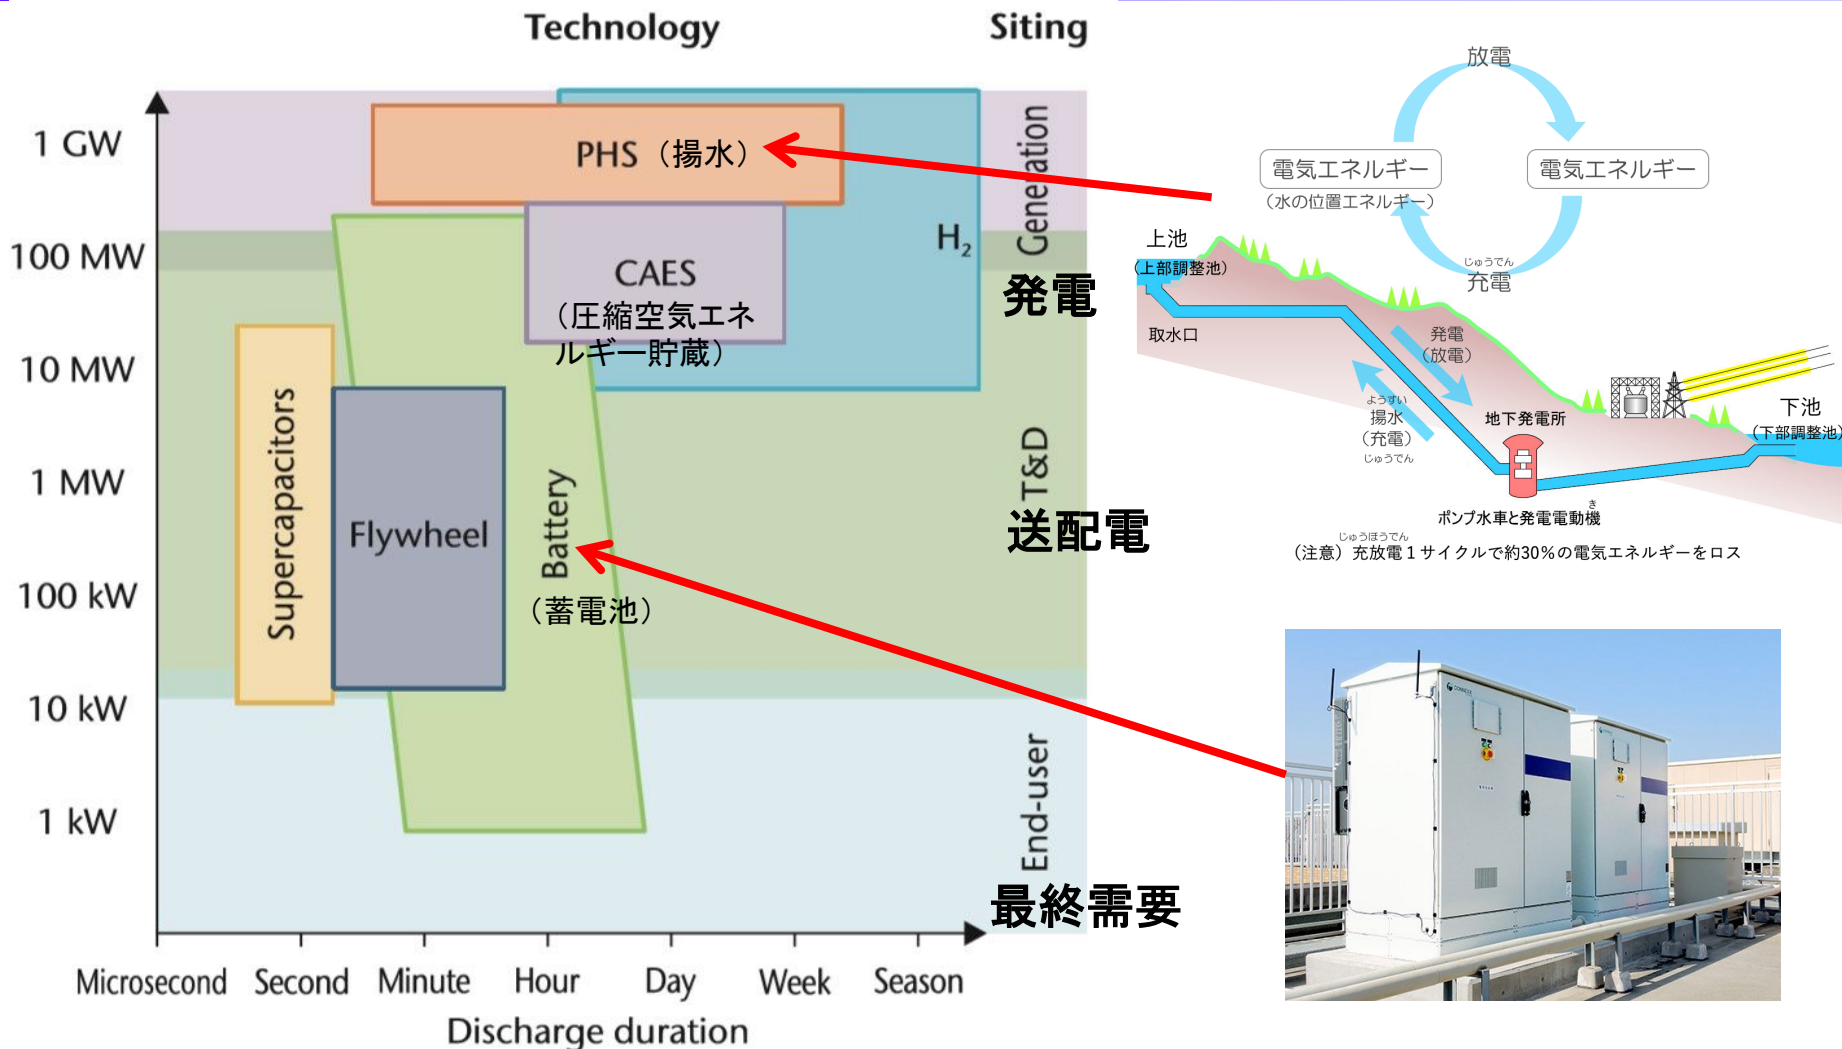 Technology
Siting
1 GW
100 MW
10 MW
1 MW
100 kW
10 kW
1 kW
PHS（揚水）
H2
CAES
（圧縮空気エネ
ルギー貯蔵）
Supercapacitors
Flywheel
Battery
（蓄電池）
Generation
発電
T&D
送配電
End-user
最終需要
Microsecond
Second
Minute
Hour
Day
Week
Season
Discharge duration
放電
電気エネルギー
（水の位置エネルギー）
電気エネルギー
じゅうでん
充電
上池
（上部調整池）
取水口
発電
（放電）
ようすい
揚水
（充電）
じゅうでん
地下発電所
下池
（下部調整池）
き
ポンプ水車と発電電動機
じゅうほうでん
（注意）充放電１サイクルで約30％の電気エネルギーをロス